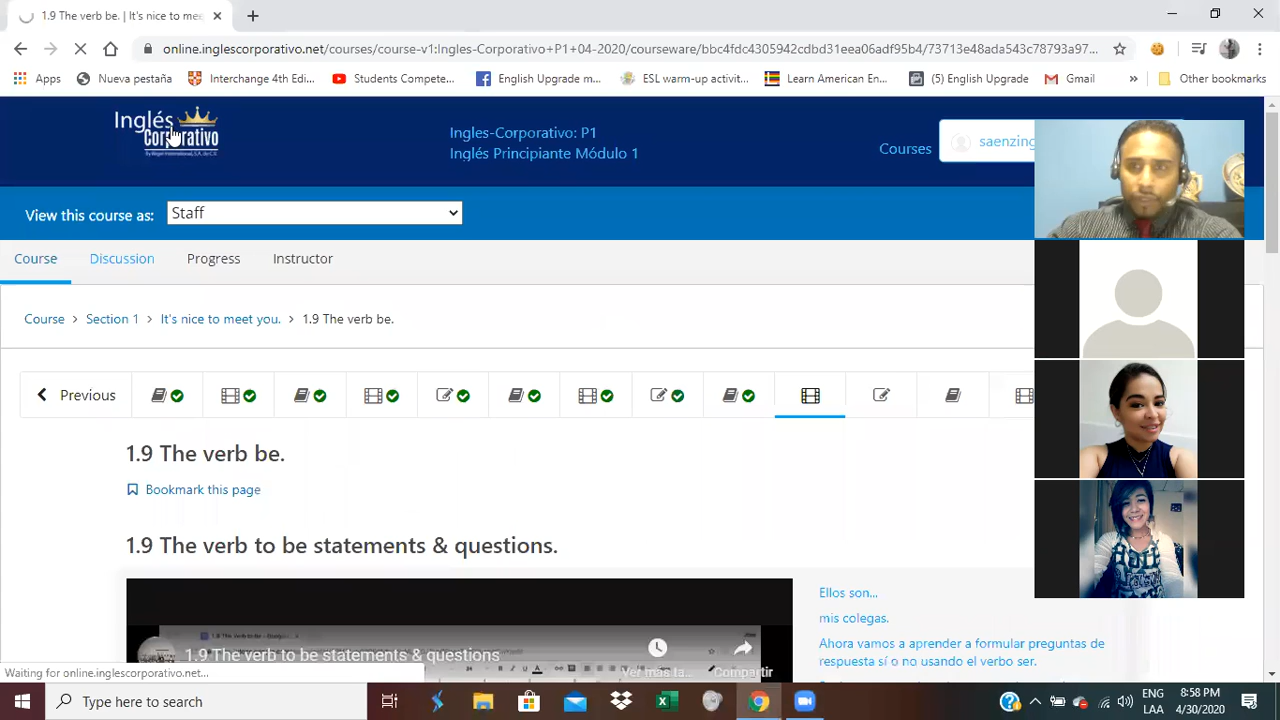 1.9 The verb be. | It's nice to mee
online.inglescorporativo.net/courses/course-v1:Ingles-Corporativo+P1+04-2020/courseware/bbc4fdc4305942cdbd31eea06adf95b4/73713e48ada543c78793a97...
Apps Nueva pestaña Interchange 4th Edi... Students Compete... English Upgrade m... ESL warm-up activit... Learn American En... (5) English Upgrade Gmail » Other bookmarks
Inglés
Corporativo
Ingles-Corporativo: P1
Inglés Principiante Módulo 1
Courses
saenzing
View this course as: Staff
Course Discussion Progress Instructor
Course > Section 1 > It's nice to meet you. > 1.9 The verb be.
Previous
1.9 The verb be.
Bookmark this page
1.9 The verb to be statements & questions.
Ellos son...
mis colegas.
Ahora vamos a aprender a formular preguntas de
respuesta sí o no usando el verbo ser.
1.9 The verb to be statements & questions
Ver más ta...
Compartir
Waiting for online.inglescorporativo.net...
Type here to search
ENG
LAA
8:58 PM
4/30/2020